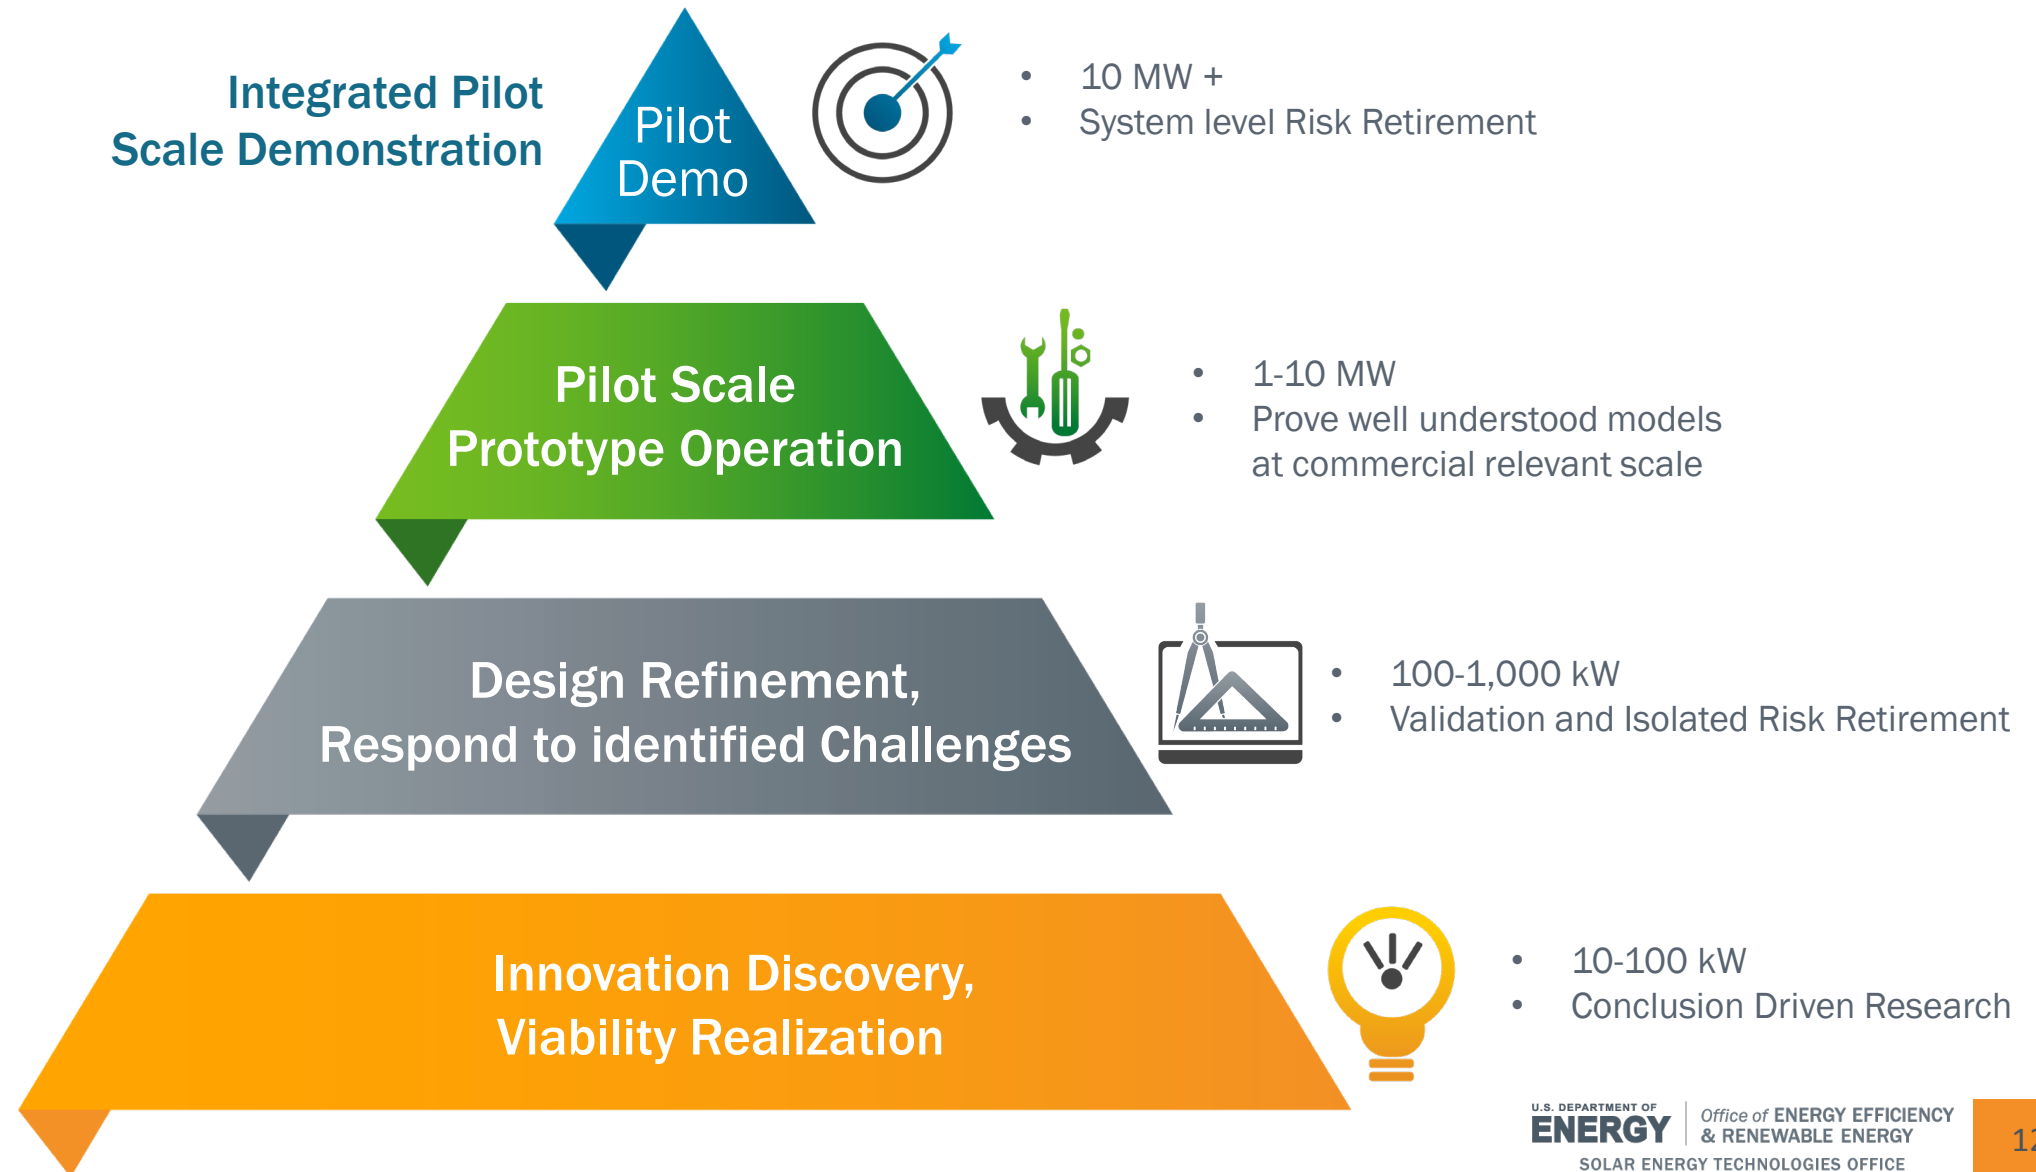 Integrated Pilot
Scale Demonstration
Pilot
Demo
• 10 MW +
• System level Risk Retirement
Pilot Scale
Prototype Operation
• 1-10 MW
• Prove well understood models
at commercial relevant scale
Design Refinement,
Respond to identified Challenges
• 100-1,000 kW
• Validation and Isolated Risk Retirement
Innovation Discovery,
Viability Realization
• 10-100 kW
• Conclusion Driven Research
U.S. DEPARTMENT OF
ENERGY
Office of ENERGY EFFICIENCY
& RENEWABLE ENERGY
SOLAR ENERGY TECHNOLOGIES OFFICE